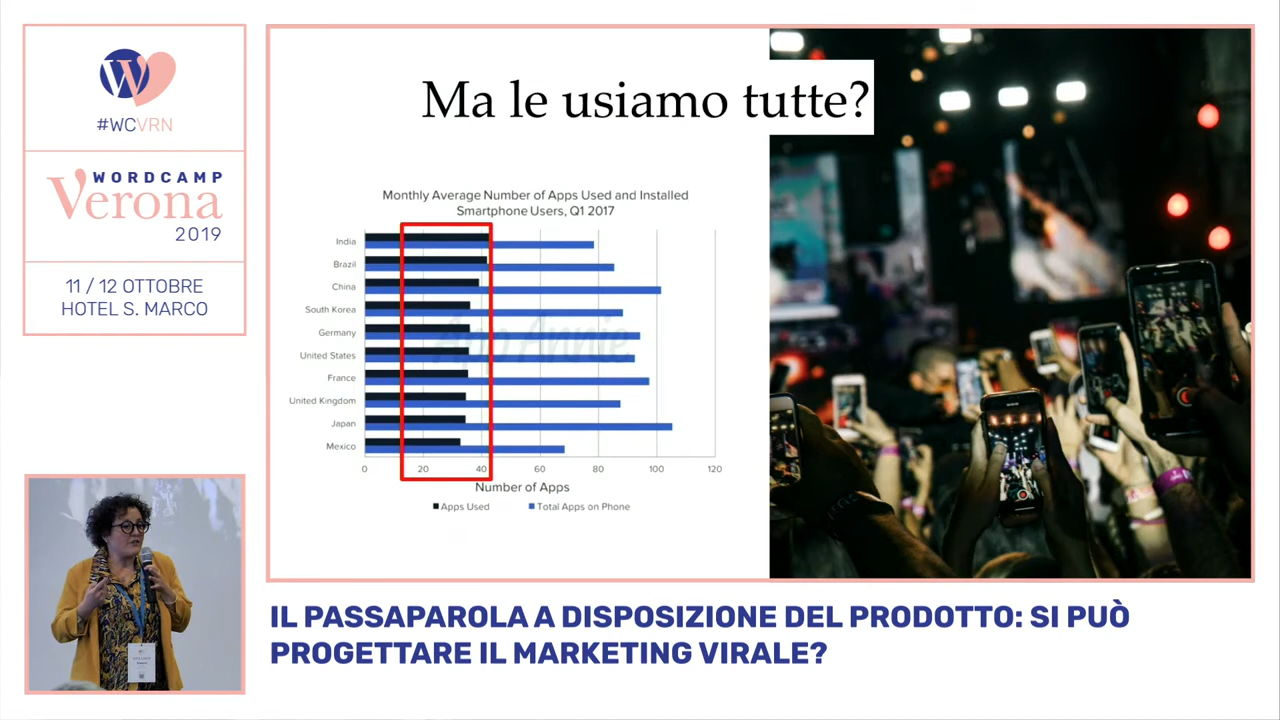 #WCVRN
WORDCAMP
Verona
2019
11 / 12 OTTOBRE
HOTEL S. MARCO
Ma le usiamo tutte?
Monthly Average Number of Apps Used and Installed
Smartphone Users, Q1 2017
India
Brazil
China
South Korea
Germany
United States
France
United Kingdom
Japan
Mexico
App Annie
0 20 40 60 80 100 120
Number of Apps
Apps Used Total Apps on Phone
IL PASSAPAROLA A DISPOSIZIONE DEL PRODOTTO: SI PUÒ
PROGETTARE IL MARKETING VIRALE?